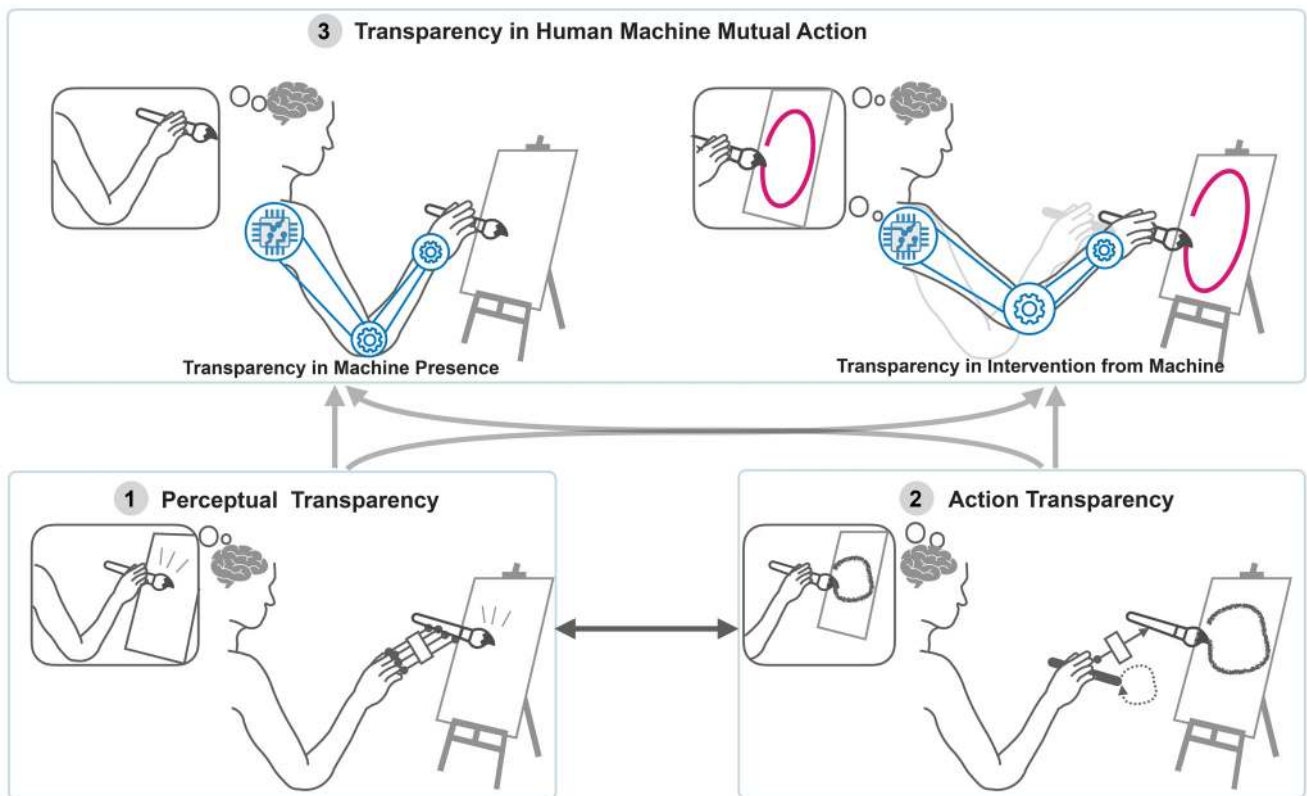 3 Transparency in Human Machine Mutual Action
Transparency in Machine Presence
Transparency in Intervention from Machine
1 Perceptual Transparency
2 Action Transparency